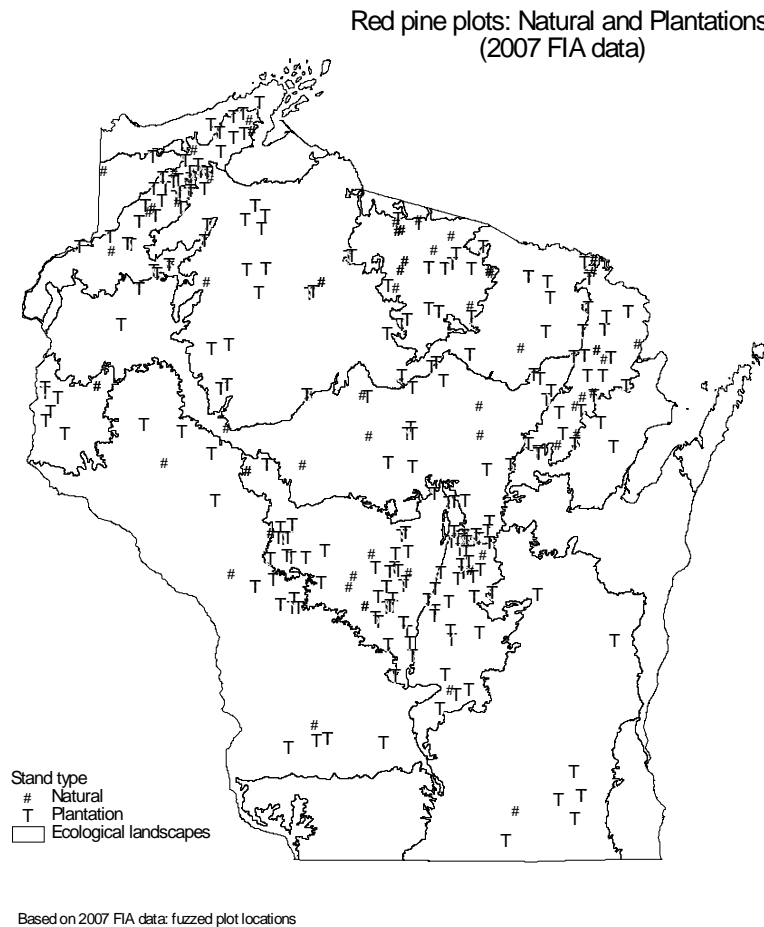 Red pine plots: Natural and Plantations
(2007 FIA data)
Stand type
# Natural
T Plantation
Ecological landscapes
Based on 2007 FIA data: fuzzed plot locations